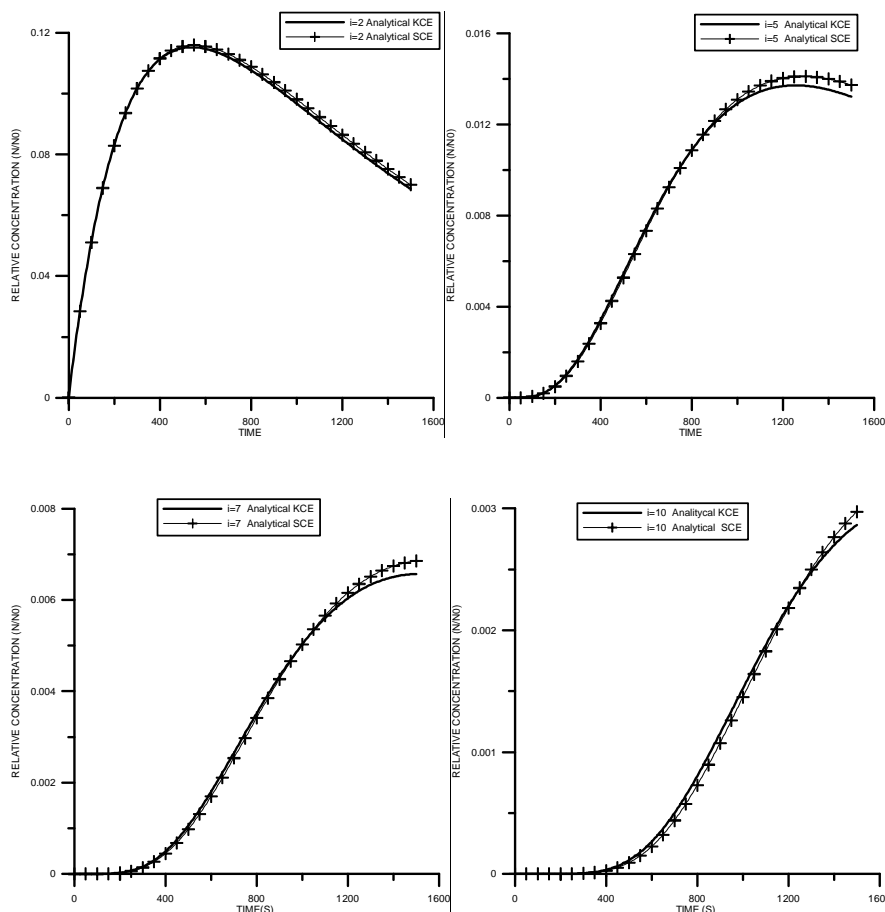 i=2 Analytical KCE
i=2 Analytical SCE
0.12
0.08
0.04
0
RELATIVE CONCENTRATION (N/N0)
0
400
800
1200
1600
TIME
i=5 Analytical KCE
i=5 Analytical SCE
0.016
0.012
0.008
0.004
0
RELATIVE CONCENTRATION (N/N0)
0
400
800
1200
1600
TIME
i=7 Analytical KCE
i=7 Analytical SCE
0.008
0.006
0.004
0.002
0
RELATIVE CONCENTRATION (N/N0)
0
400
800
1200
1600
TIME(S)
i=10 Analitycal KCE
i=10 Analytical SCE
0.003
0.002
0.001
0
RELATIVE CONCENTRATION (N/N0)
0
400
800
1200
TIME (S)